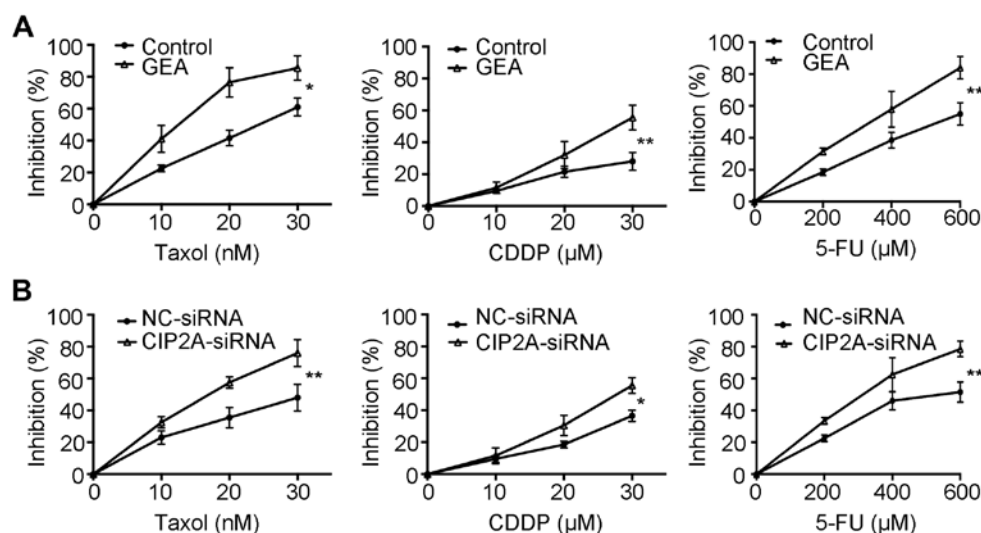 A
Control
GEA
Inhibition (%)
100
80
60
40
20
0
*
0 10 20 30
Taxol (nM)
Control
GEA
Inhibition (%)
100
80
60
40
20
0
**
0 10 20 30
CDDP (µM)
Control
GEA
Inhibition (%)
100
80
60
40
20
0
**
0 200 400 600
5-FU (µM)
B
NC-siRNA
CIP2A-siRNA
Inhibition (%)
100
80
60
40
20
0
**
0 10 20 30
Taxol (nM)
NC-siRNA
CIP2A-siRNA
Inhibition (%)
100
80
60
40
20
0
*
0 10 20 30
CDDP (µM)
NC-siRNA
CIP2A-siRNA
Inhibition (%)
100
80
60
40
20
0
**
0 200 400 600
5-FU (µM)